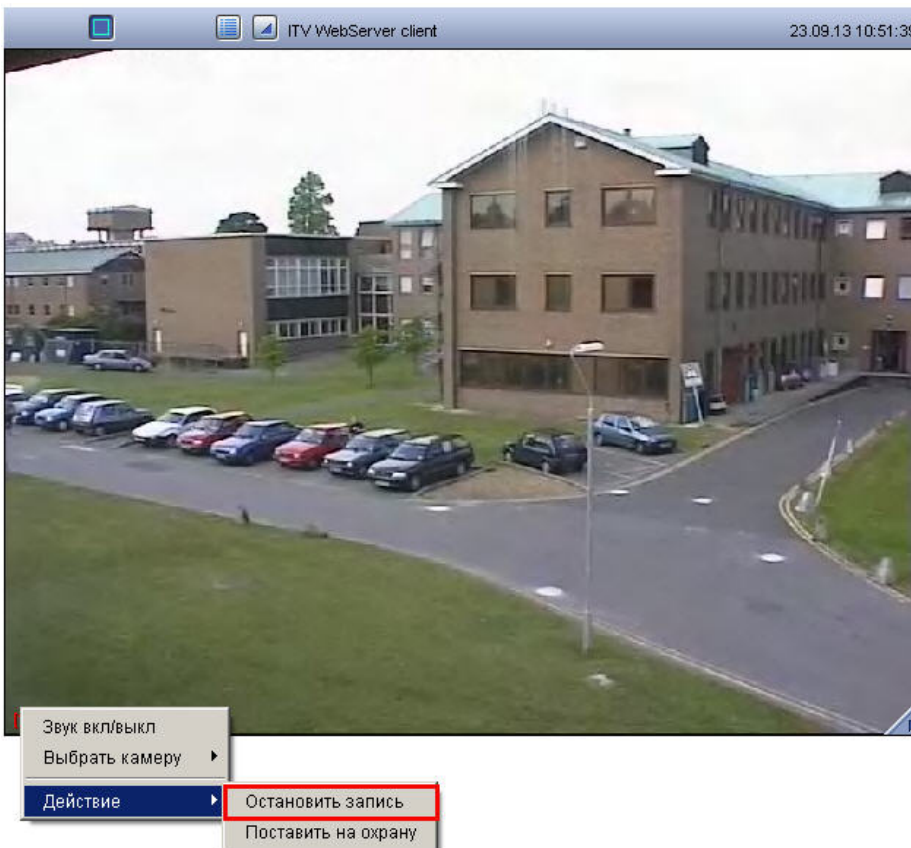 ITV WebServer client
23.09.13 10:51:39
Звук вкл/выкл
Выбрать камеру
Действие
Остановить запись
Поставить на охрану